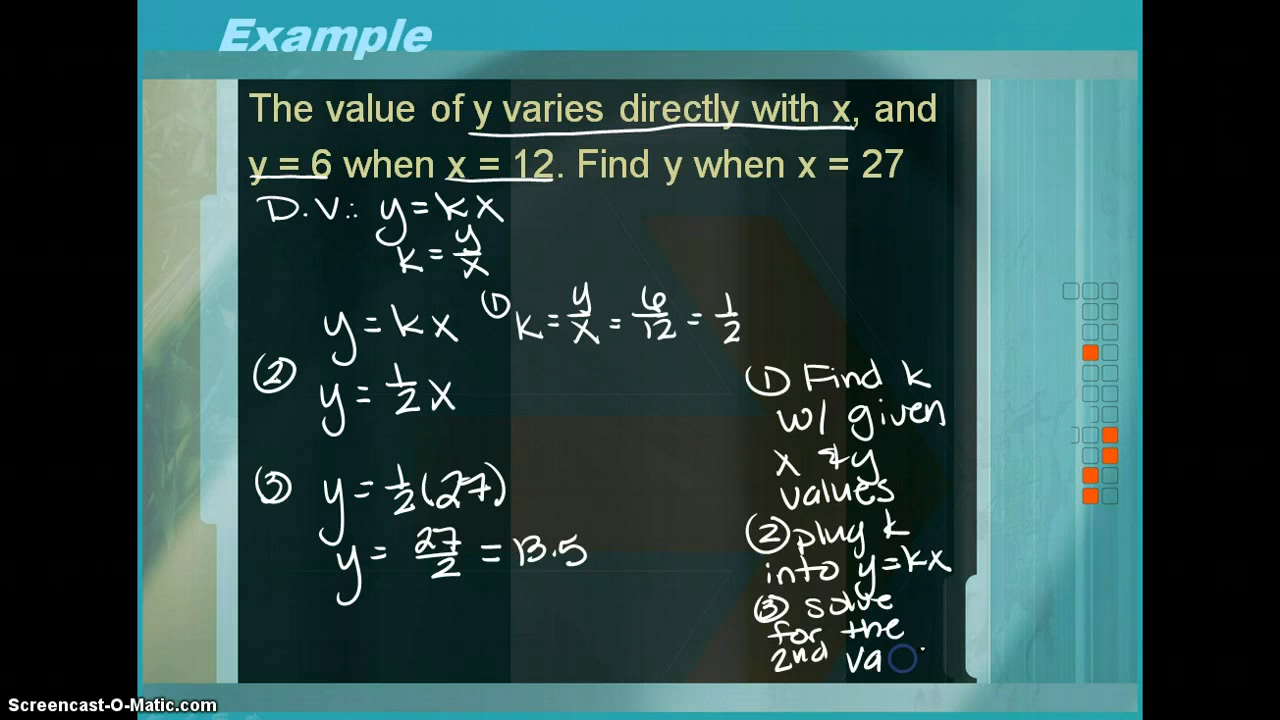 Example
The value of y varies directly with x, and
y = 6 when x = 12. Find y when x = 27
D.V.: y = kx
k = y/x
y = kx
① k = y/x = 6/12 = 1/2
② y = 1/2 x
③ y = 1/2 (27)
y = 27/2 = 13.5
① Find k
w/ given
x & y
values
② plug k
into y = kx
③ solve
for the
2nd va
Screencast-O-Matic.com